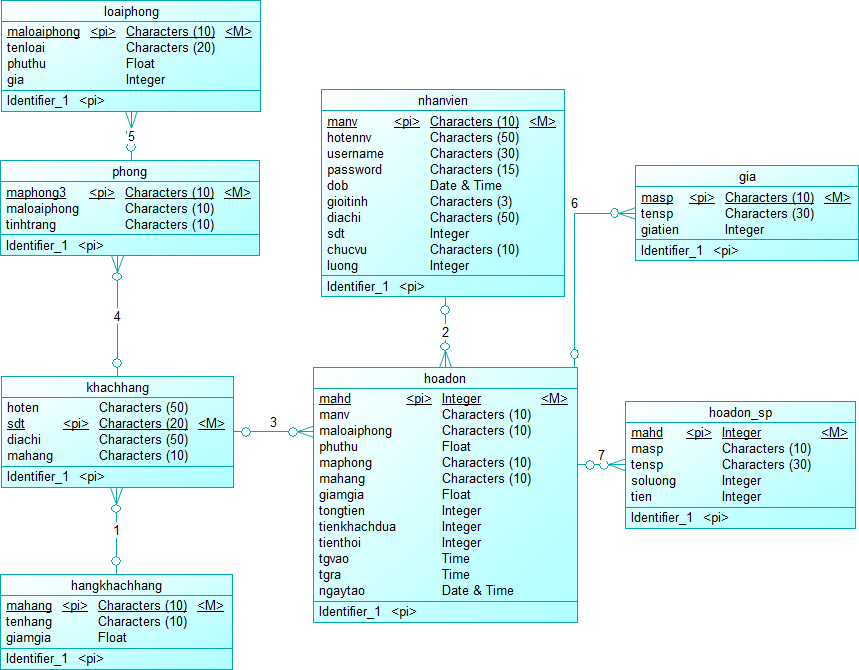 loaiphong
maloaiphong <pi> Characters (10) <M>
tenloai Characters (20)
phuthu Float
gia Integer
Identifier_1 <pi>
5
phong
maphong3 <pi> Characters (10) <M>
maloaiphong Characters (10)
tinhtrang Characters (10)
Identifier_1 <pi>
4
khachhang
hoten Characters (50)
sdt <pi> Characters (20) <M>
diachi Characters (50)
mahang Characters (10)
Identifier_1 <pi>
1
hangkhachhang
mahang <pi> Characters (10) <M>
tenhang Characters (10)
giamgia Float
Identifier_1 <pi>
nhanvien
manv <pi> Characters (10) <M>
hotennv Characters (50)
username Characters (30)
password Characters (15)
dob Date & Time
gioitinh Characters (3)
diachi Characters (50)
sdt Integer
chucvu Characters (10)
luong Integer
Identifier_1 <pi>
2
3
hoadon
mahd <pi> Integer <M>
manv Characters (10)
maloaiphong Characters (10)
phuthu Float
maphong Characters (10)
mahang Characters (10)
giamgia Float
tongtien Integer
tienkhachdua Integer
tienthoi Integer
tgvao Time
tgra Time
ngaytao Date & Time
Identifier_1 <pi>
6
gia
masp <pi> Characters (10) <M>
tensp Characters (30)
giatien Integer
Identifier_1 <pi>
7
hoadon_sp
mahd <pi> Integer <M>
masp Characters (10)
tensp Characters (30)
soluong Integer
tien Integer
Identifier_1 <pi>